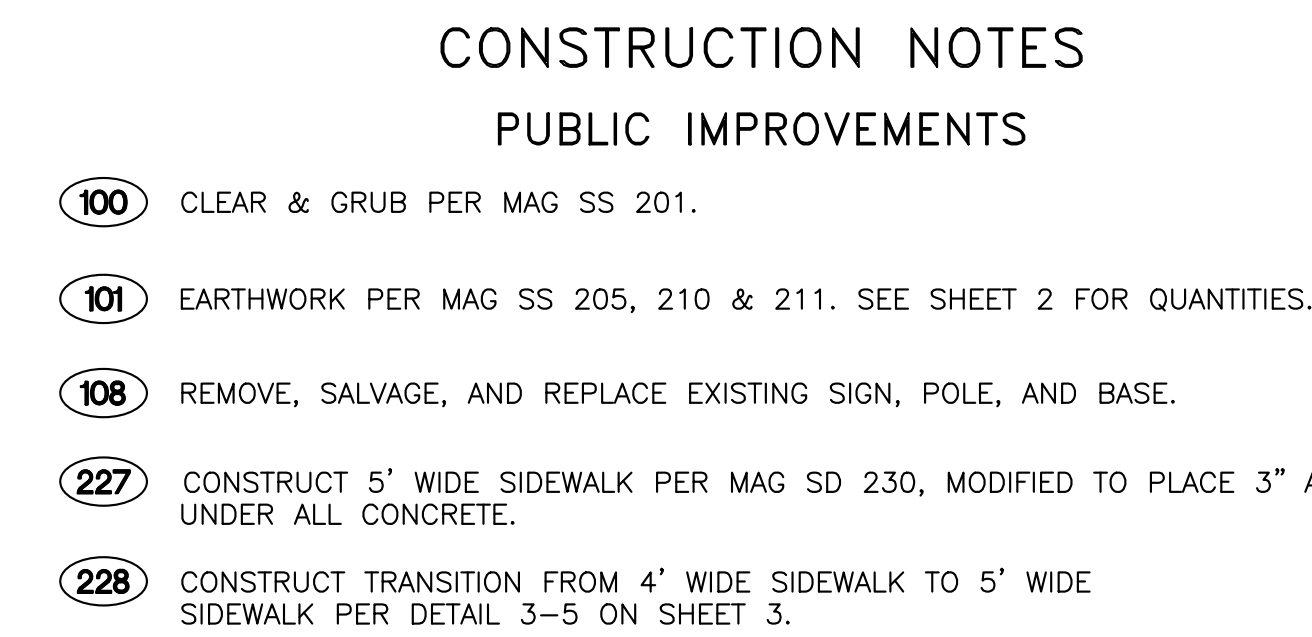 CONSTRUCTION NOTES
PUBLIC IMPROVEMENTS
100 CLEAR & GRUB PER MAG SS 201.
101 EARTHWORK PER MAG SS 205, 210 & 211. SEE SHEET 2 FOR QUANTITIES.
108 REMOVE, SALVAGE, AND REPLACE EXISTING SIGN, POLE, AND BASE.
227 CONSTRUCT 5' WIDE SIDEWALK PER MAG SD 230, MODIFIED TO PLACE 3”
UNDER ALL CONCRETE.
228 CONSTRUCT TRANSITION FROM 4' WIDE SIDEWALK TO 5' WIDE
SIDEWALK PER DETAIL 3–5 ON SHEET 3.